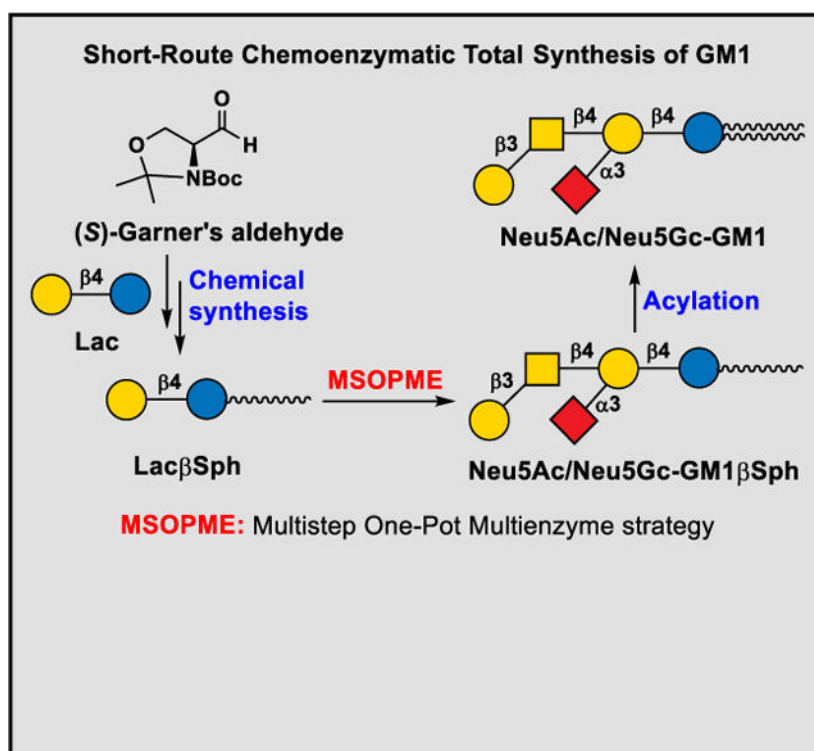 Short-Route Chemoenzymatic Total Synthesis of GM1
O
H
O
NBoc
(S)-Garner's aldehyde
β4
Lac
Chemical
synthesis
β4
LacβSph
MSOPME
β3
β4
β4
α3
Neu5Ac/Neu5Gc-GM1
Acylation
β3
β4
β4
α3
Neu5Ac/Neu5Gc-GM1βSph
MSOPME: Multistep One-Pot Multienzyme strategy